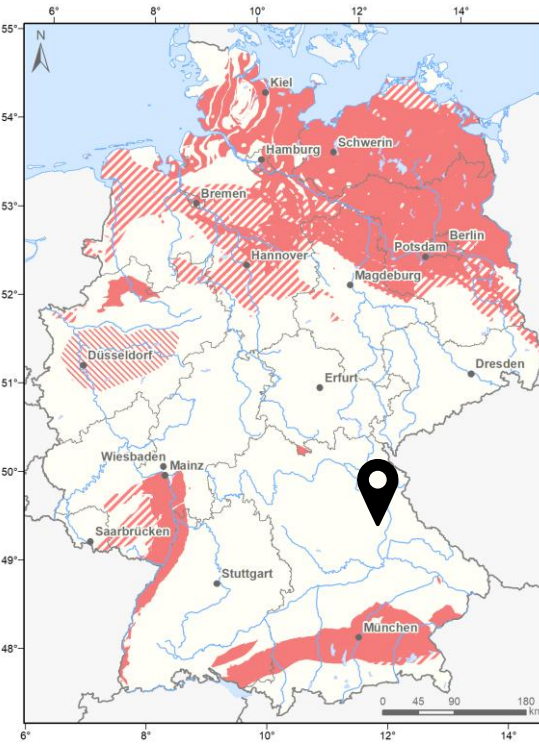 6° 8° 10° 12° 14°
55°
N
Kiel
54°
Schwerin
Hamburg
Bremen
53°
Berlin
Potsdam
Hannover
Magdeburg
52°
Düsseldorf
Dresden
51°
Erfurt
Wiesbaden
50°
Mainz
Saarbrücken
49°
Stuttgart
München
48°
0 45 90 180
km
6° 8° 10° 12° 14°